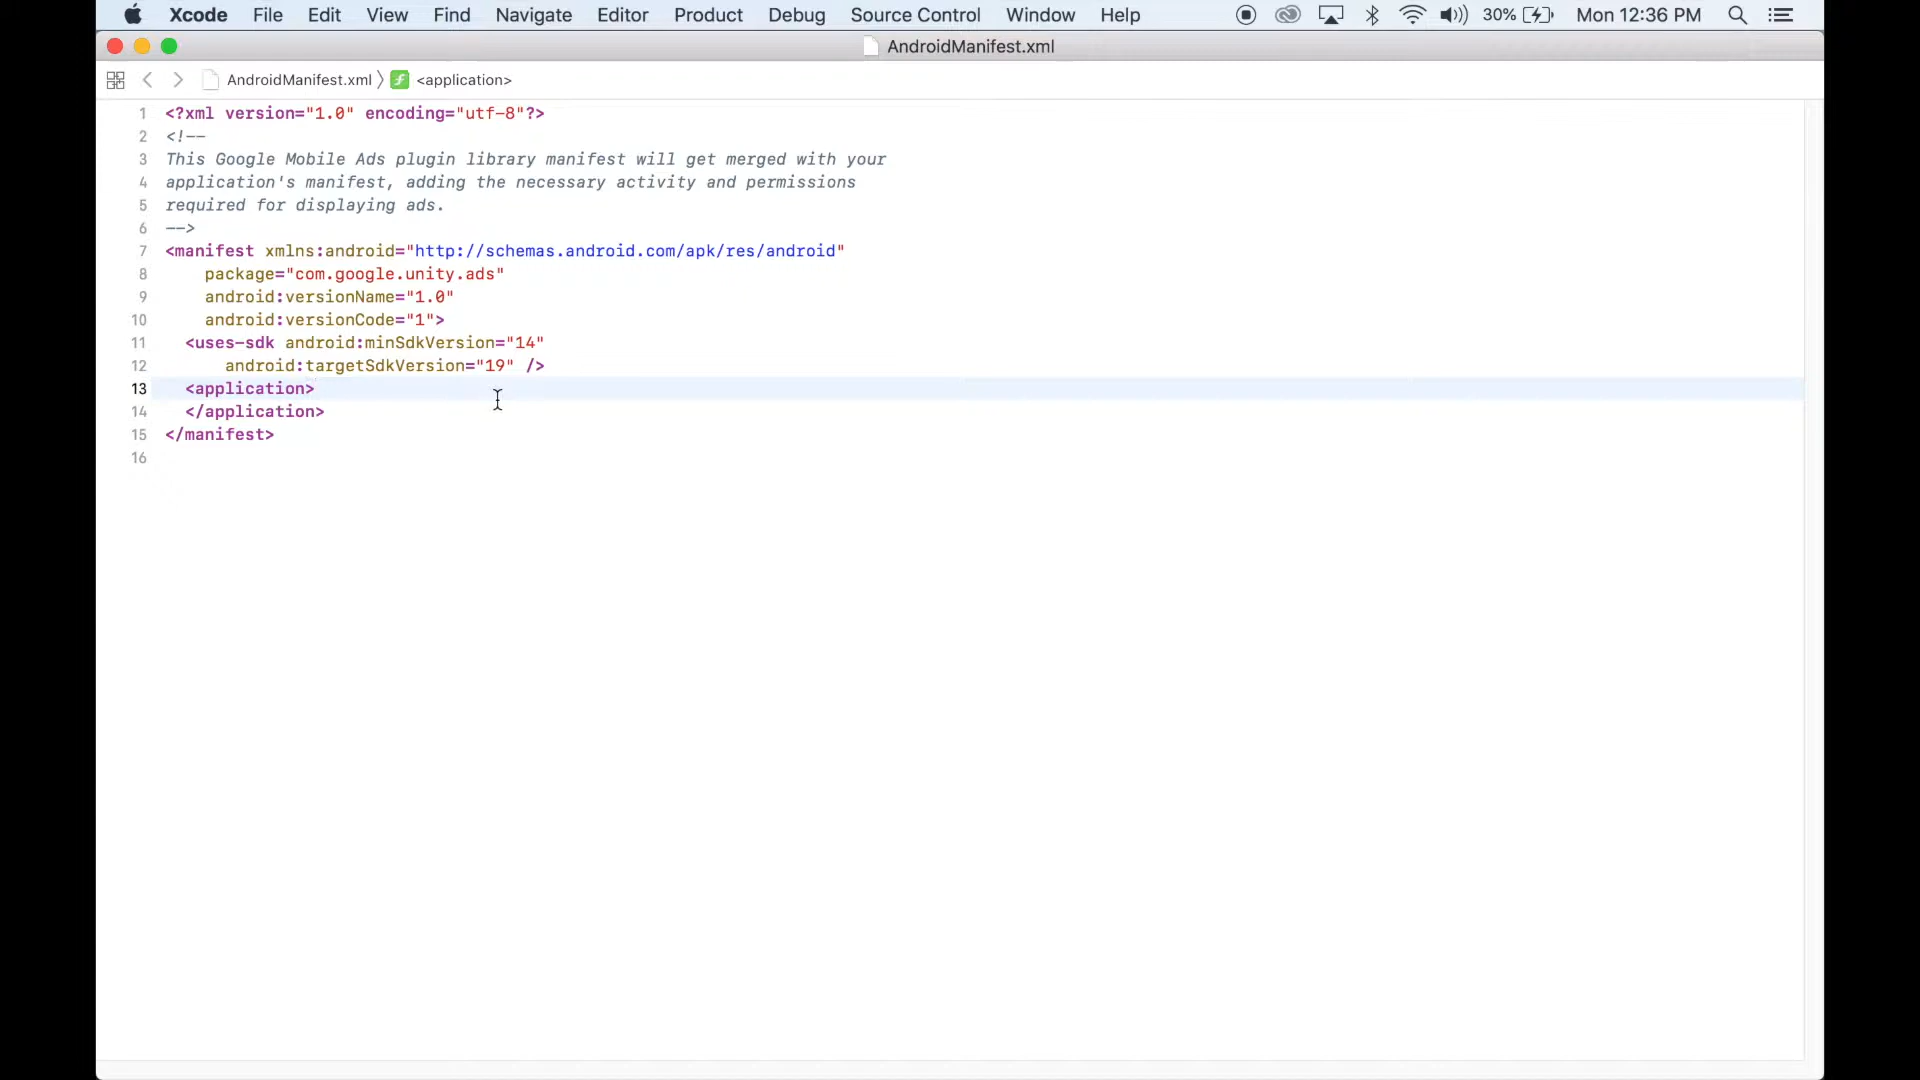 Xcode File Edit View Find Navigate Editor Product Debug Source Control Window Help 30% Mon 12:36 PM
AndroidManifest.xml
AndroidManifest.xml <application>
1 <?xml version="1.0" encoding="utf-8"?>
2 <!--
3 This Google Mobile Ads plugin library manifest will get merged with your
4 application's manifest, adding the necessary activity and permissions
5 required for displaying ads.
6 -->
7 <manifest xmlns:android="http://schemas.android.com/apk/res/android"
8 package="com.google.unity.ads"
9 android:versionName="1.0"
10 android:versionCode="1">
11 <uses-sdk android:minSdkVersion="14"
12 android:targetSdkVersion="19" />
13 <application>
14 </application>
15 </manifest>
16